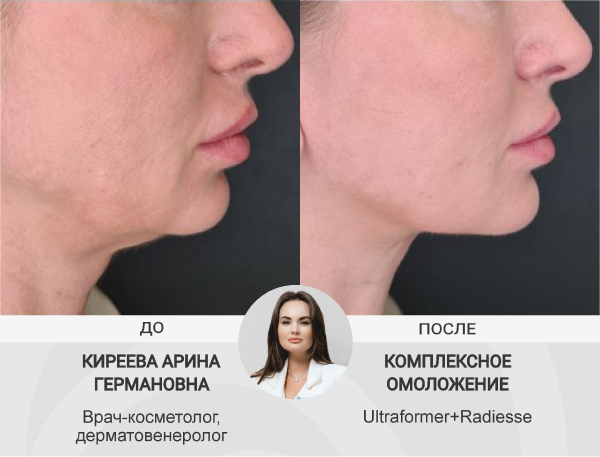 ДО
ПОСЛЕ
КИРЕЕВА АРИНА
ГЕРМАНОВНА
Врач-косметолог,
дерматовенеролог
КОМПЛЕКСНОЕ
ОМОЛОЖЕНИЕ
Ultraformer+Radiesse